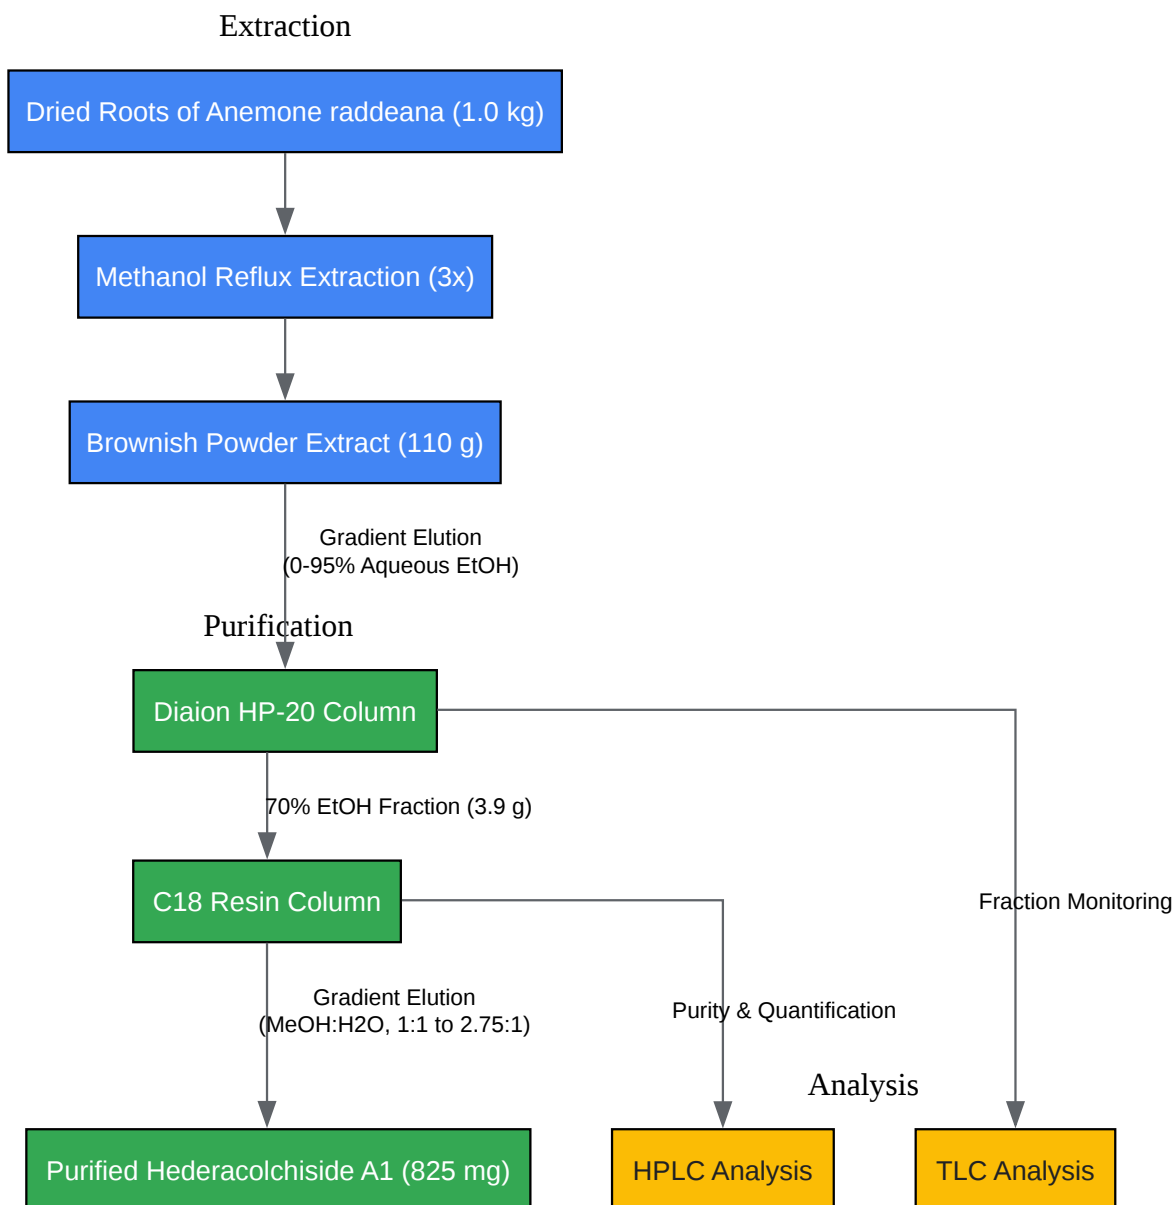 Extraction
Dried Roots of Anemone raddeana (1.0 kg)
Methanol Reflux Extraction (3x)
Brownish Powder Extract (110 g)
Gradient Elution
(0-95% Aqueous EtOH)
Purification
Diaion HP-20 Column
70% EtOH Fraction (3.9 g)
C18 Resin Column
Fraction Monitoring
Gradient Elution
(MeOH:H2O, 1:1 to 2.75:1)
Purity & Quantification
Analysis
Purified Hederacolchiside A1 (825 mg)
HPLC Analysis
TLC Analysis